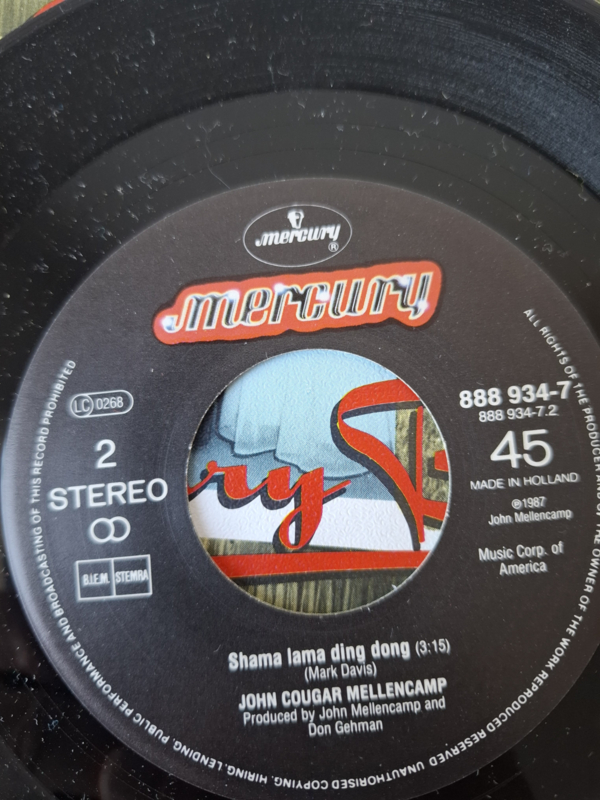 mercury
®
mercury
LC 0268
2
STEREO
B.I.E.M. STEMRA
888 934-7
888 934-7.2
45
MADE IN HOLLAND
℗1987
John Mellencamp
Music Corp. of
America
ry
Shama lama ding dong (3:15)
(Mark Davis)
JOHN COUGAR MELLENCAMP
Produced by John Mellencamp and
Don Gehman
ALL RIGHTS OF THE PRODUCER AND OF THE OWNER OF THE WORK REPRODUCED RESERVED UNAUTHORISED COPYING, HIRING, LENDING, PUBLIC PERFORMANCE AND BROADCASTING OF THIS RECORD PROHIBITED